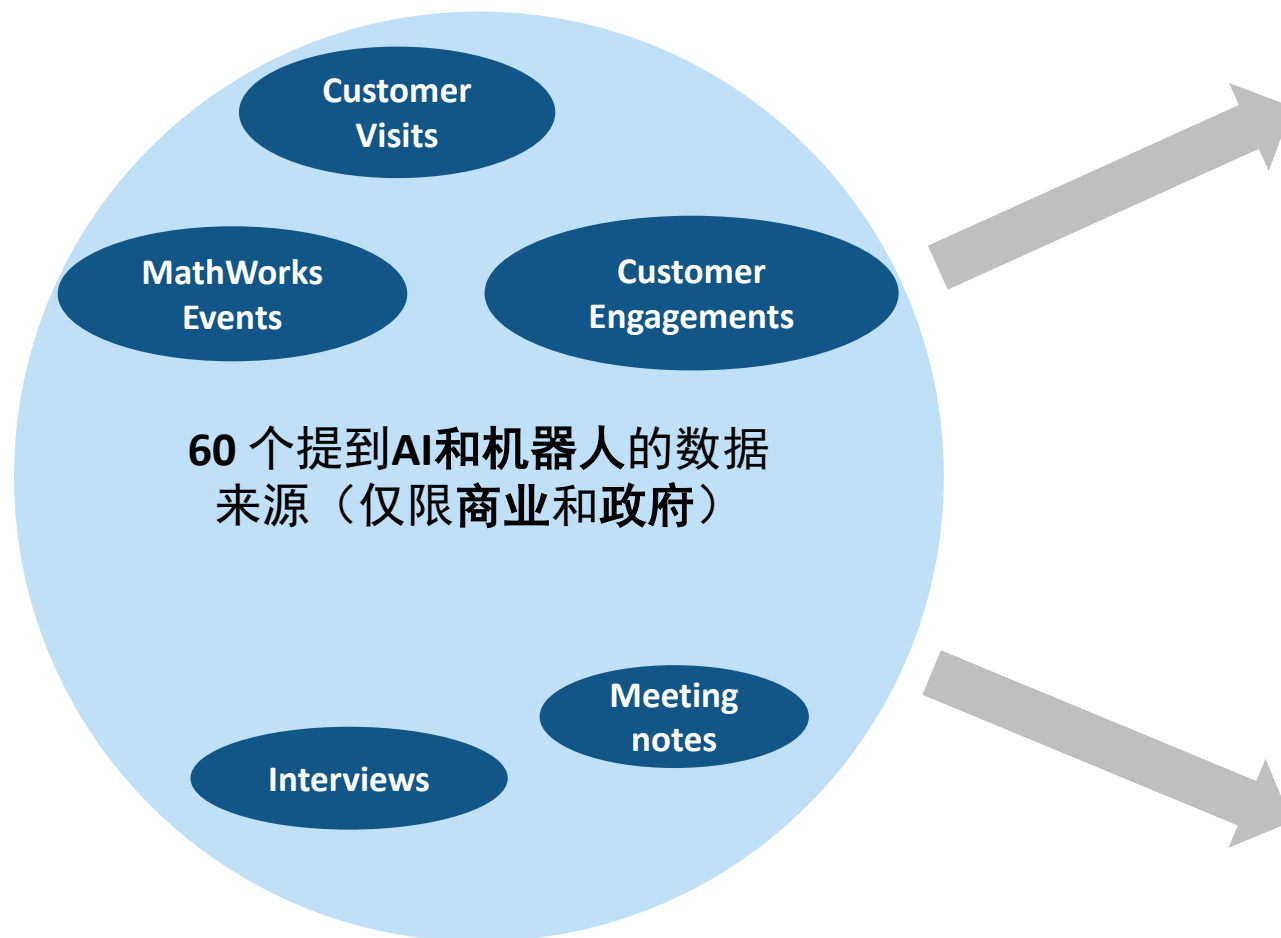 Customer
Visits
MathWorks
Events
Customer
Engagements
60 个提到AI和机器人的数据
来源（仅限商业和政府）
Meeting
notes
Interviews